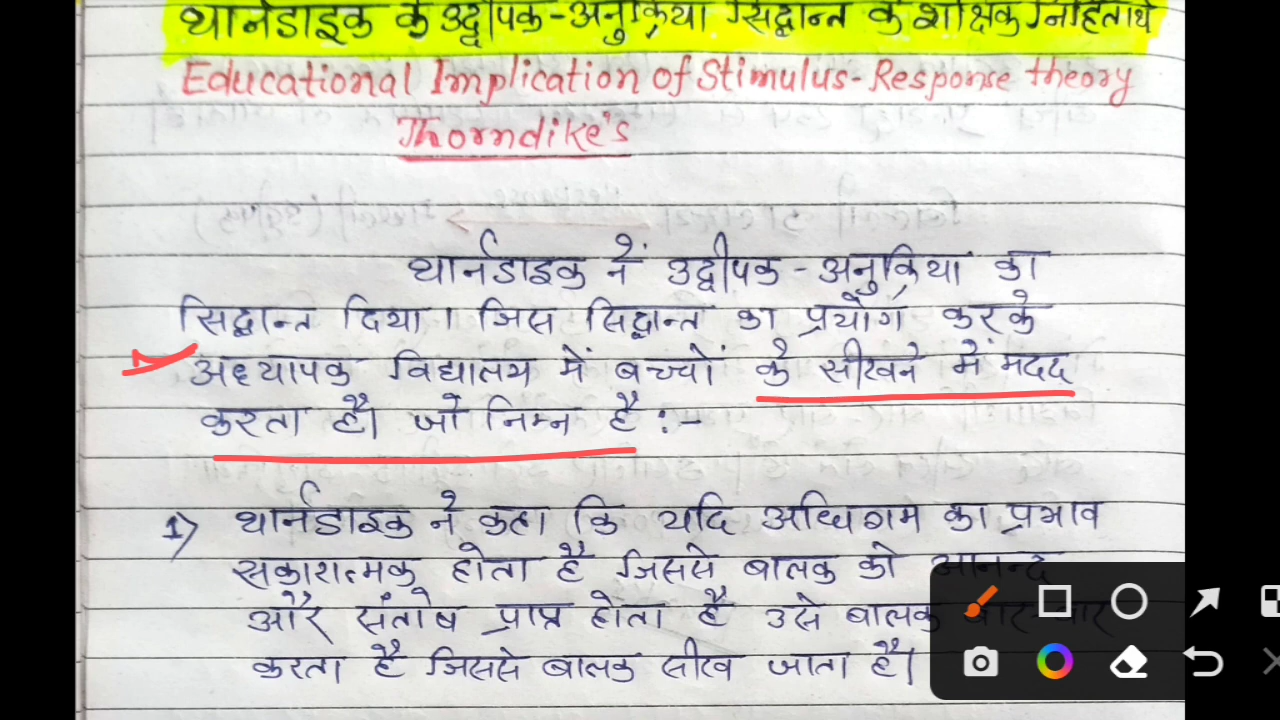 थार्नडाइक के उद्दीपक-अनुक्रिया सिद्धान्त के शैक्षिक निहितार्थ
Educational Implication of Stimulus-Response theory
Thorndike's
थार्नडाइक नें उद्दीपक-अनुक्रिया का
सिद्धान्त दिया। जिस सिद्धान्त का प्रयोग करके
अध्यापक विद्यालय में बच्चों के सीखने में मदद
करता है। जो निम्न है:-
1) थार्नडाइक ने कहा कि यदि अधिगम का प्रभाव
सकारात्मक होता है जिससे बालक को आनन्द
और संतोष प्राप्त होता है उसे बालक बार-बार
करता है जिससे बालक सीख जाता है।